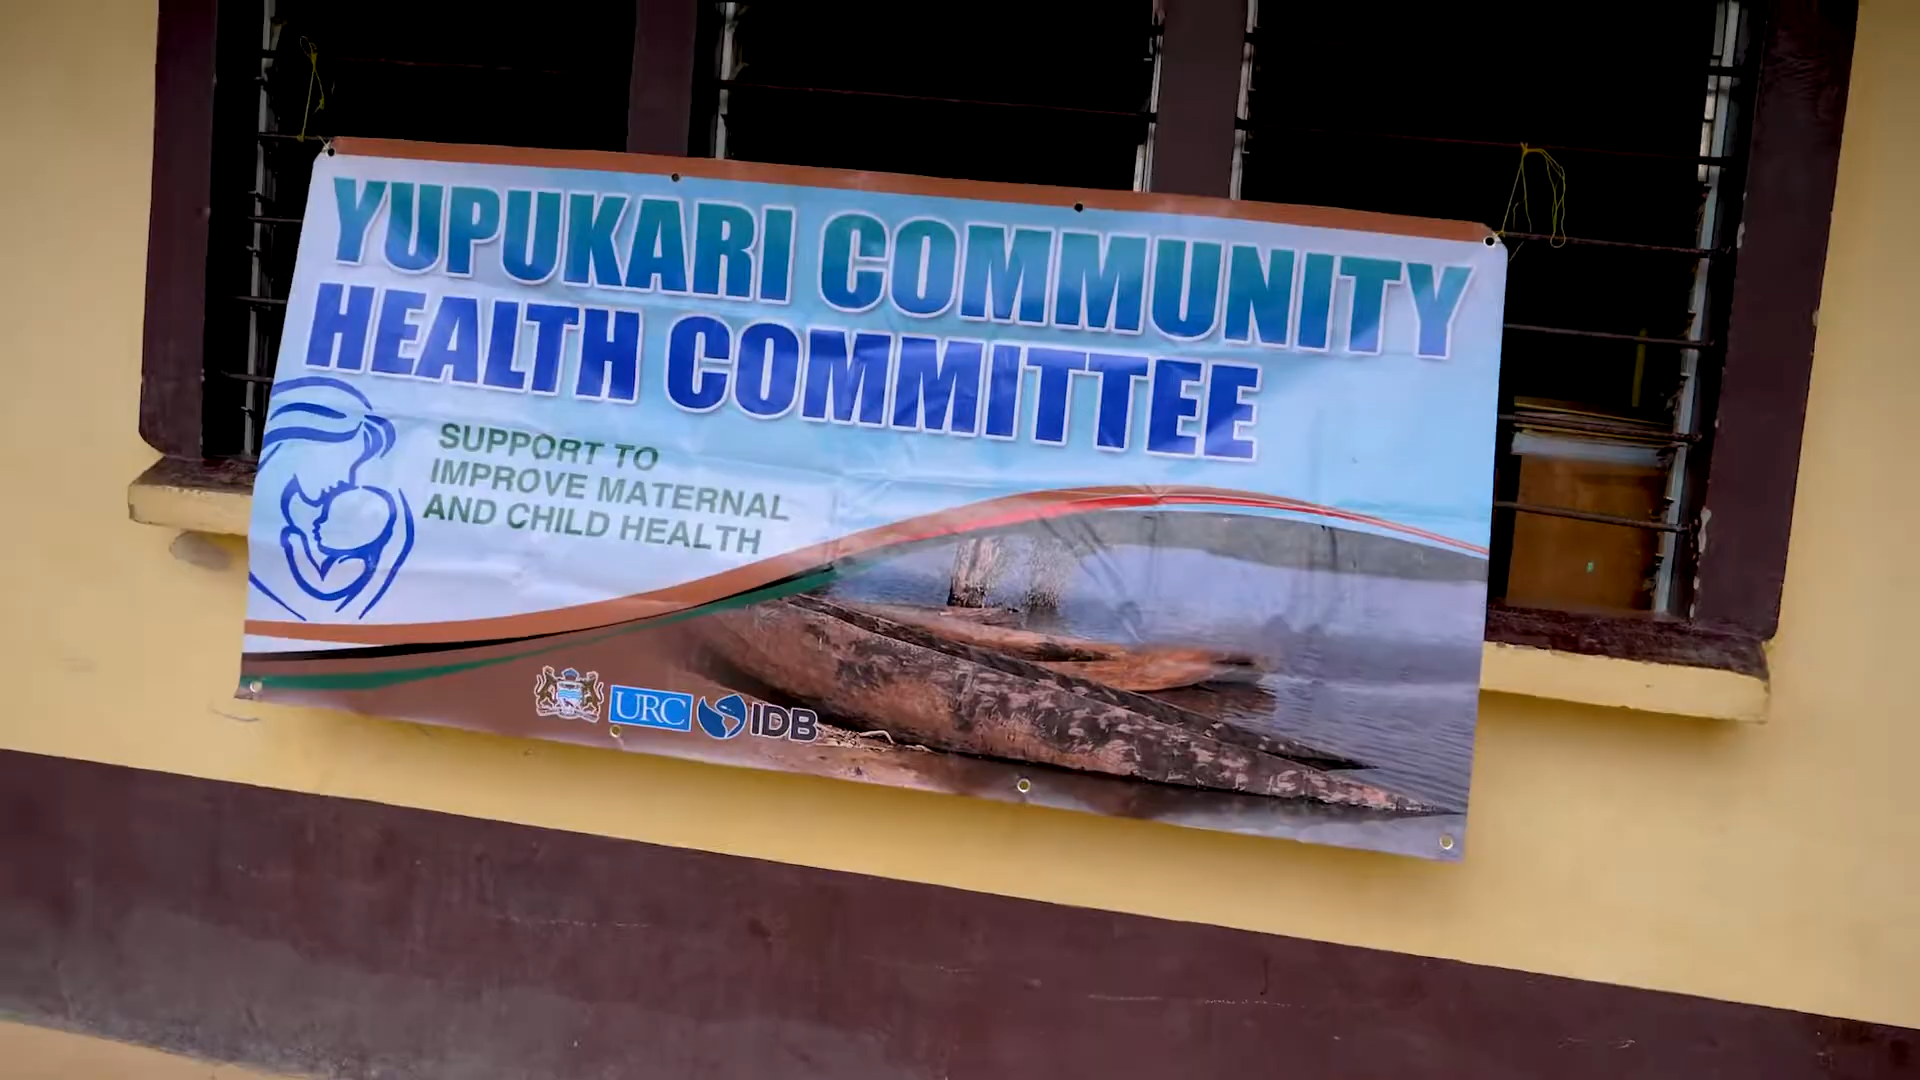 YUPUKARI COMMUNITY
HEALTH COMMITTEE
SUPPORT TO
IMPROVE MATERNAL
AND CHILD HEALTH
URC
IDB